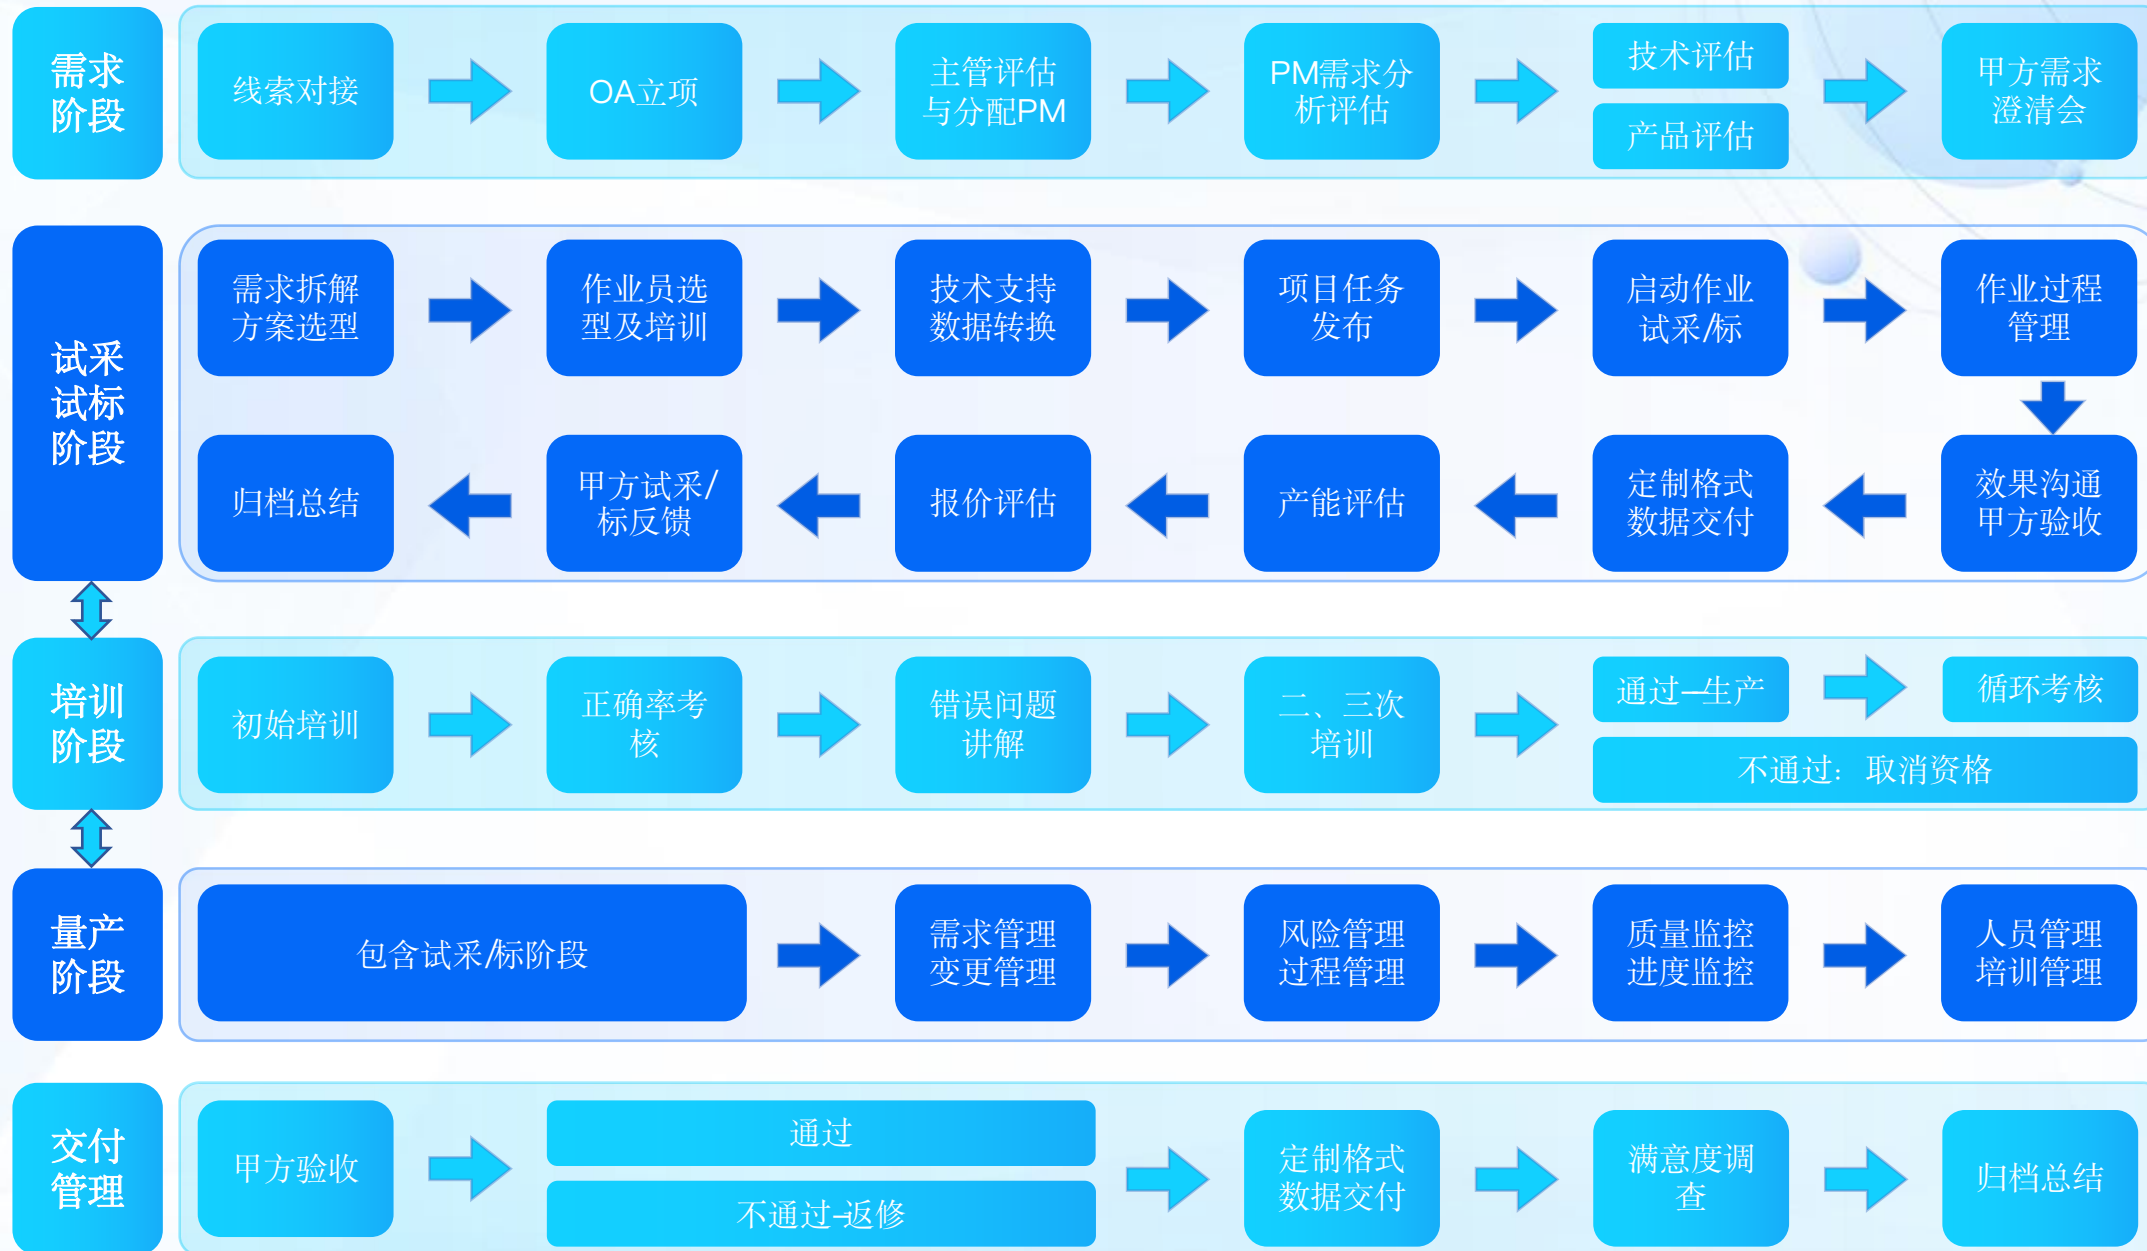 需求
阶段
线索对接
OA立项
主管评估
与分配PM
PM需求分
析评估
技术评估
产品评估
甲方需求
澄清会
试采
试标
阶段
需求拆解
方案选型
作业员选
型及培训
技术支持
数据转换
项目任务
发布
启动作业
试采/标
作业过程
管理
归档总结
甲方试采/
标反馈
报价评估
产能评估
定制格式
数据交付
效果沟通
甲方验收
培训
阶段
初始培训
正确率考
核
错误问题
讲解
二、三次
培训
通过—生产
循环考核
不通过：取消资格
量产
阶段
包含试采/标阶段
需求管理
变更管理
风险管理
过程管理
质量监控
进度监控
人员管理
培训管理
交付
管理
甲方验收
通过
不通过-返修
定制格式
数据交付
满意度调
查
归档总结